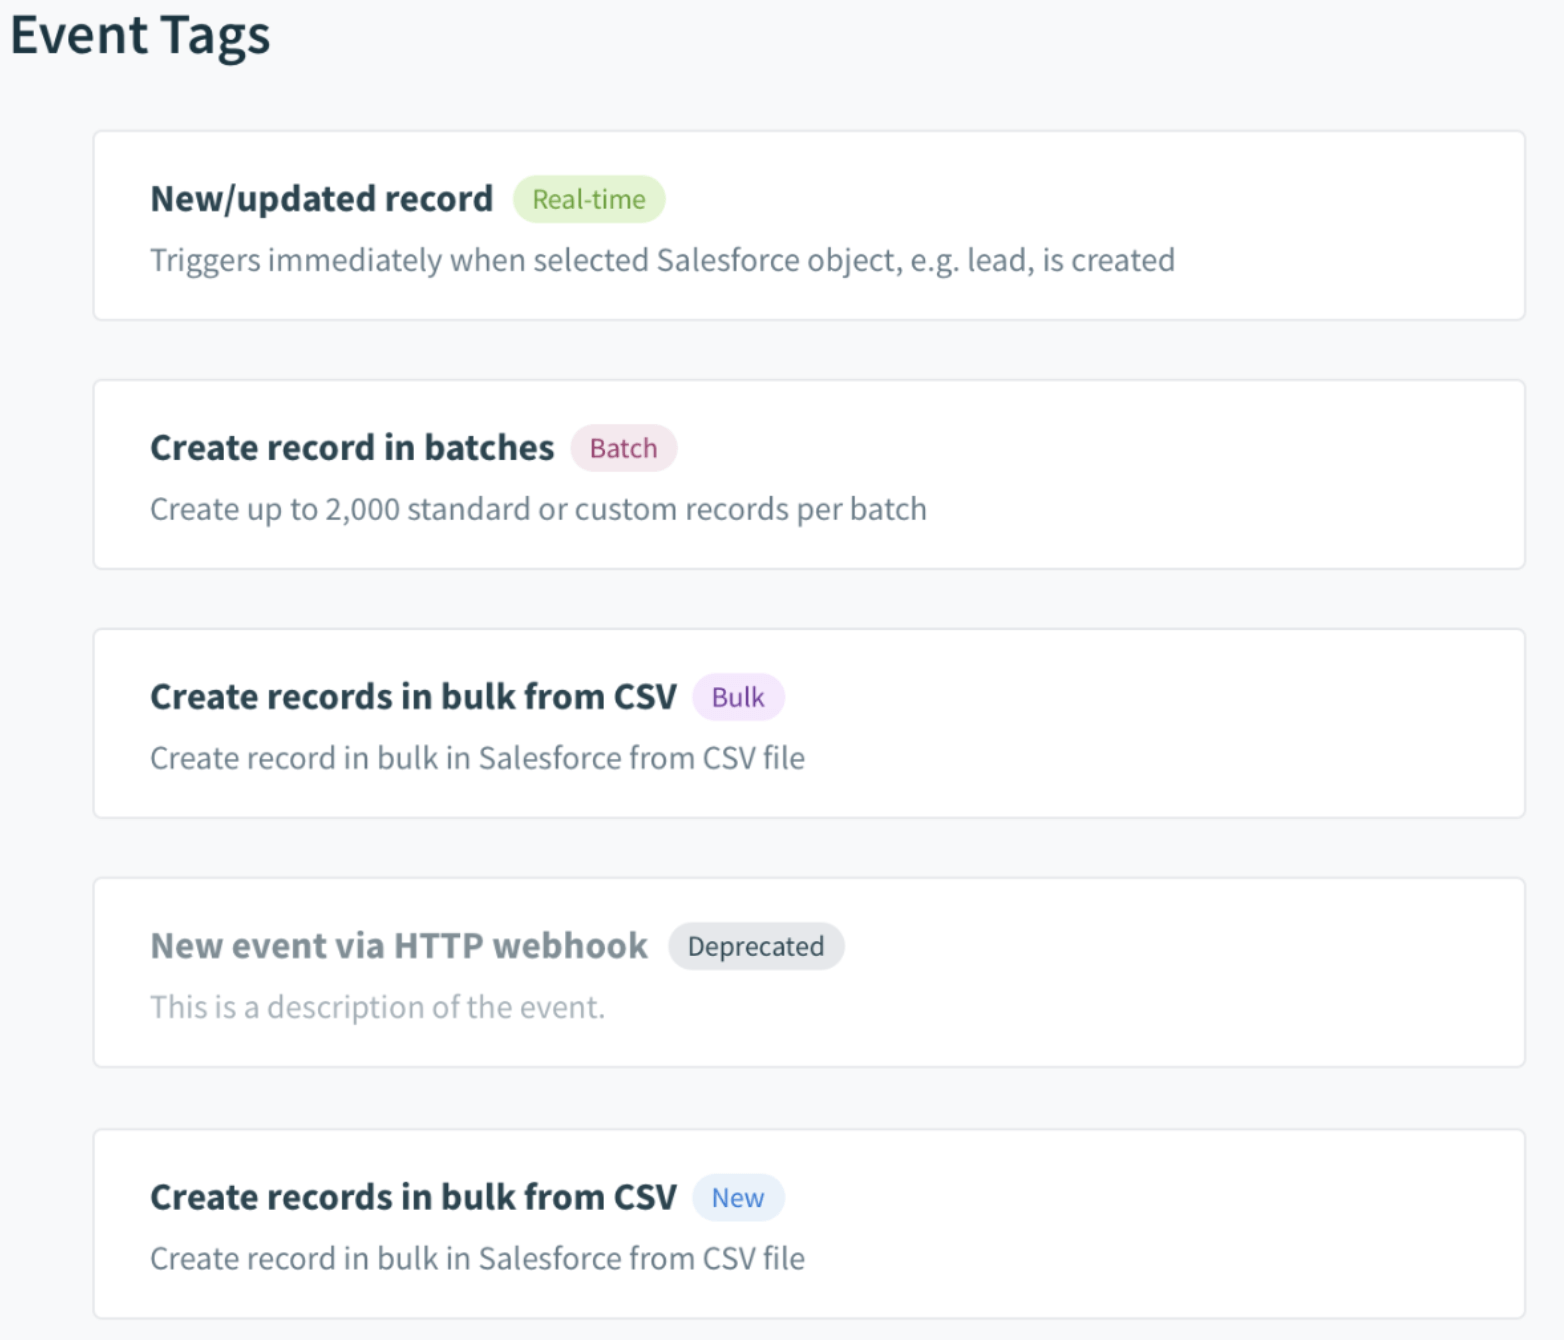 Event Tags
New/updated record Real-time
Triggers immediately when selected Salesforce object, e.g. lead, is created
Create record in batches Batch
Create up to 2,000 standard or custom records per batch
Create records in bulk from CSV Bulk
Create record in bulk in Salesforce from CSV file
New event via HTTP webhook Deprecated
This is a description of the event.
Create records in bulk from CSV New
Create record in bulk in Salesforce from CSV file